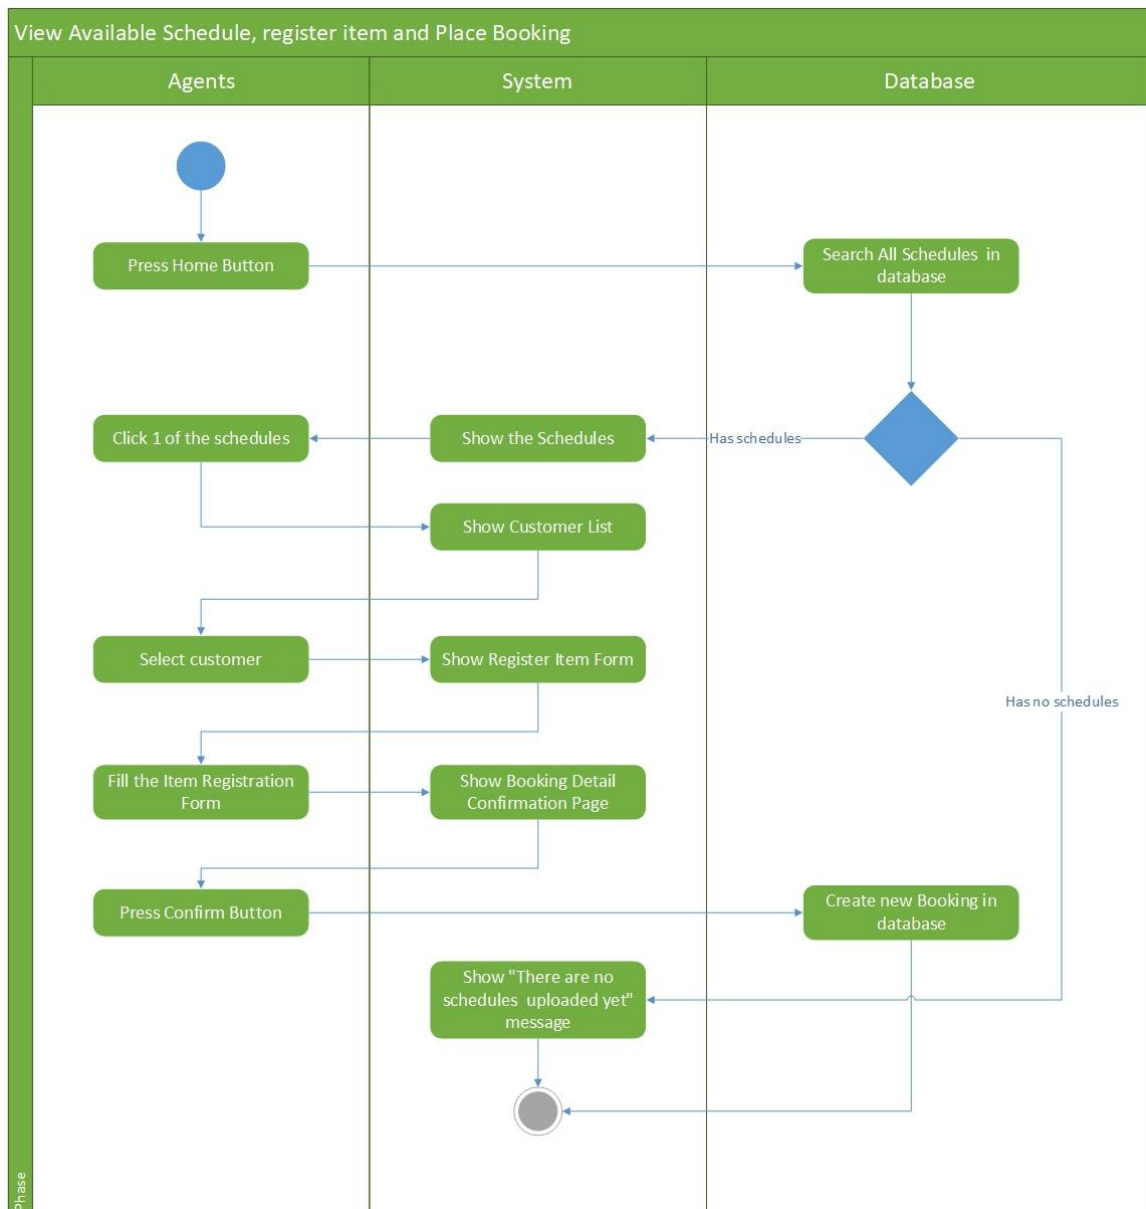 View Available Schedule, register item and Place Booking
Agents
System
Database
Press Home Button
Search All Schedules in
database
Click 1 of the schedules
Show the Schedules
Has schedules
Show Customer List
Select customer
Show Register Item Form
Has no schedules
Fill the Item Registration
Form
Show Booking Detail
Confirmation Page
Press Confirm Button
Create new Booking in
database
Show "There are no
schedules uploaded yet"
message
Phase